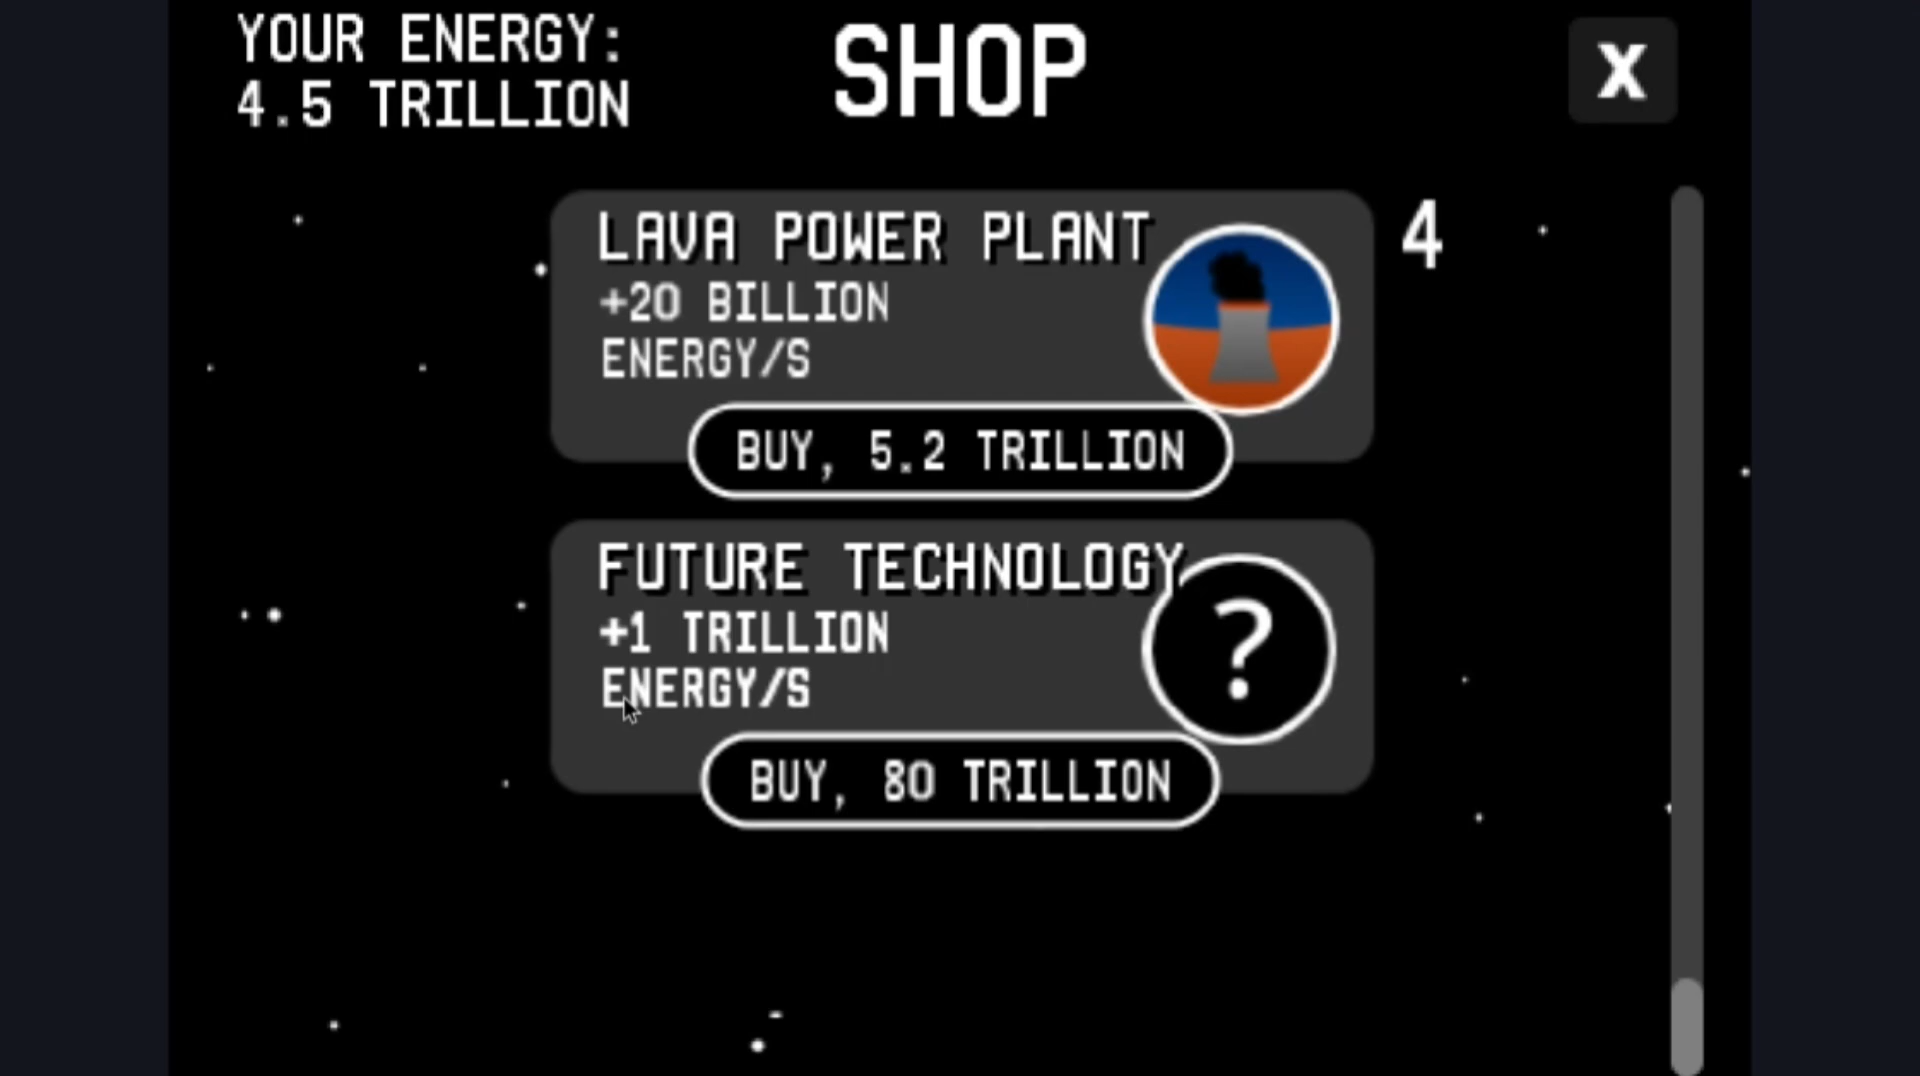 YOUR ENERGY:
4.5 TRILLION
SHOP
X
LAVA POWER PLANT
4
+20 BILLION
ENERGY/S
BUY, 5.2 TRILLION
FUTURE TECHNOLOGY
+1 TRILLION
ENERGY/S
?
BUY, 80 TRILLION